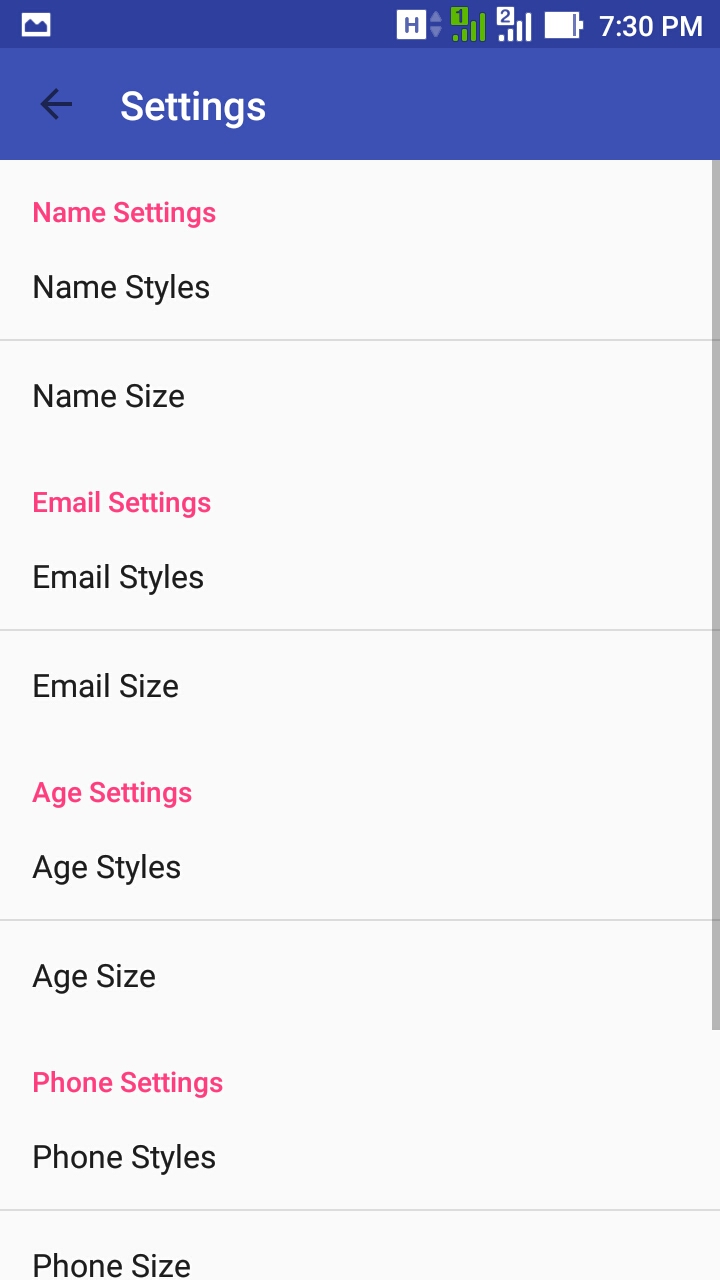 H 1 2 7:30 PM
Settings
Name Settings
Name Styles
Name Size
Email Settings
Email Styles
Email Size
Age Settings
Age Styles
Age Size
Phone Settings
Phone Styles
Phone Size